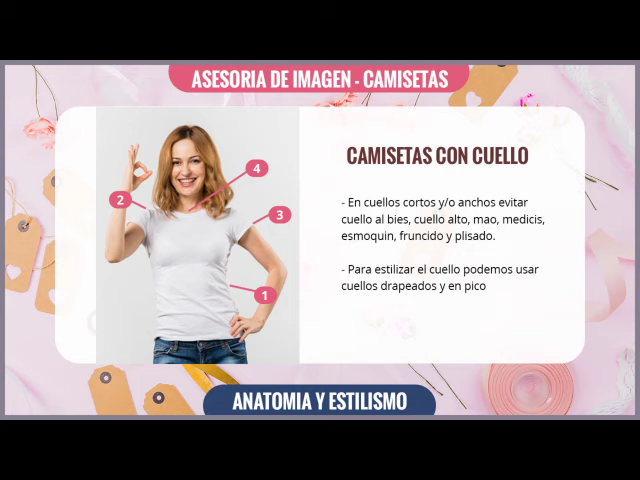 ASESORIA DE IMAGEN - CAMISETAS
4
2
3
1
CAMISETAS CON CUELLO
- En cuellos cortos y/o anchos evitar
cuello al bies, cuello alto, mao, medicis,
esmoquin, fruncido y plisado.
- Para estilizar el cuello podemos usar
cuellos drapeados y en pico
ANATOMIA Y ESTILISMO